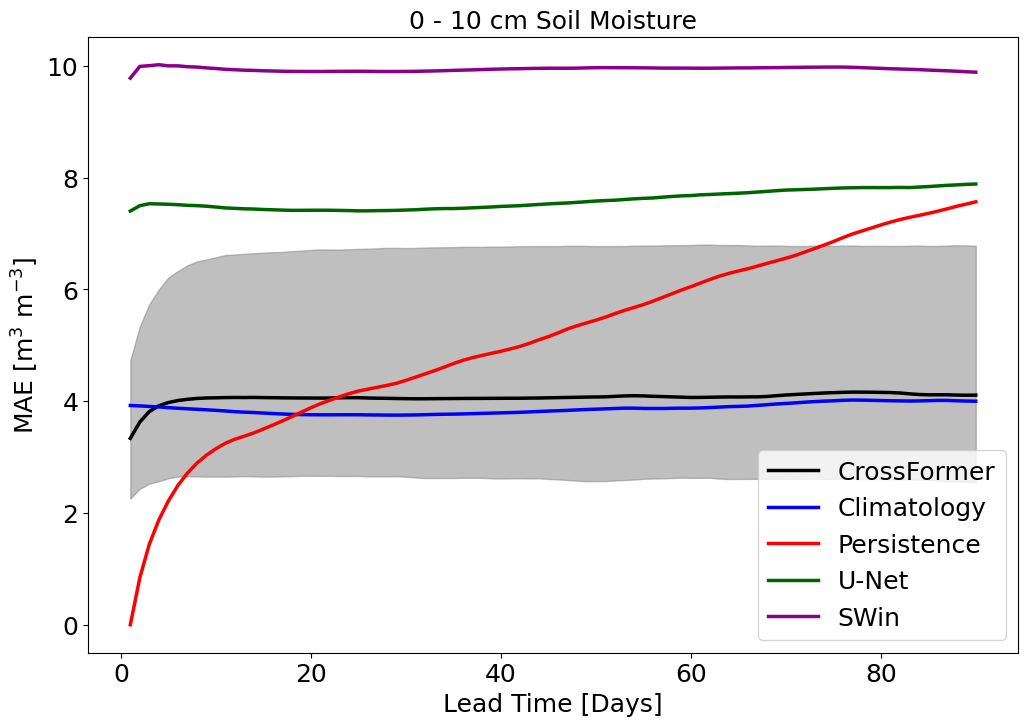 0 - 10 cm Soil Moisture
MAE [m³ m⁻³]
10
8
6
4
2
0
0 20 40 60 80
Lead Time [Days]
CrossFormer
Climatology
Persistence
U-Net
SWin